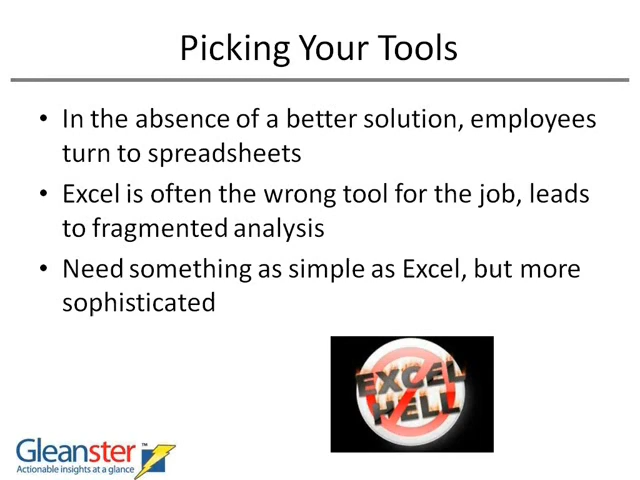 Picking Your Tools
• In the absence of a better solution, employees
turn to spreadsheets
• Excel is often the wrong tool for the job, leads
to fragmented analysis
• Need something as simple as Excel, but more
sophisticated
EXCEL
HELL
Gleanster™
Actionable insights at a glance